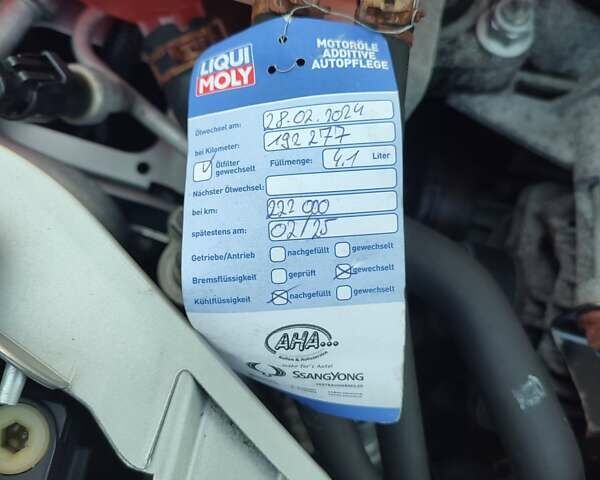 LIQUI MOLY
MOTORÖLE
ADDITIVE
AUTOPFLEGE
Ölwechsel am: 28.02.2024
bei Kilometer: 192 277
Ölfilter gewechselt Füllmenge: 4,1 Liter
Nächster Ölwechsel:
bei km: 222 000
spätestens am: 02/25
Getriebe/Antrieb nachgefüllt gewechselt
Bremsflüssigkeit geprüft gewechselt
Kühlflüssigkeit nachgefüllt gewechselt
AHA...
SSANGYONG